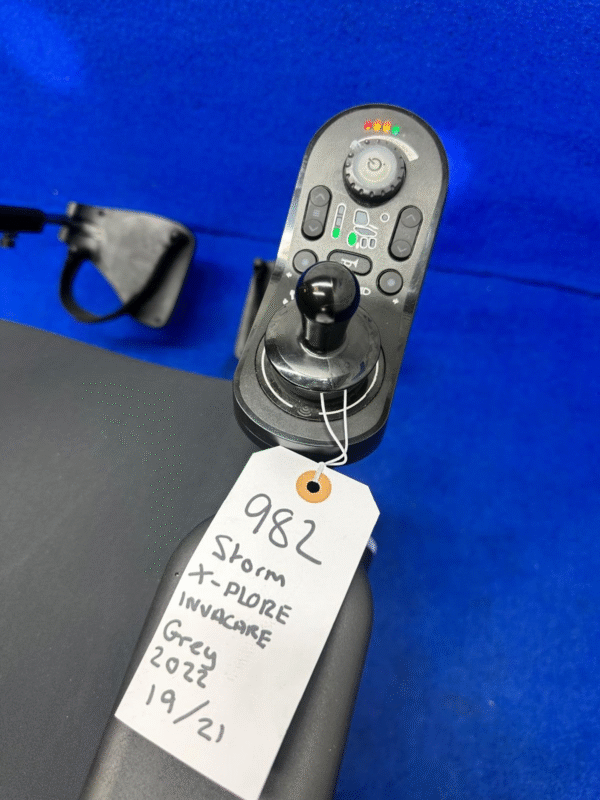 982
Storm
X-PLORE
INVACARE
Grey
2022
19/21